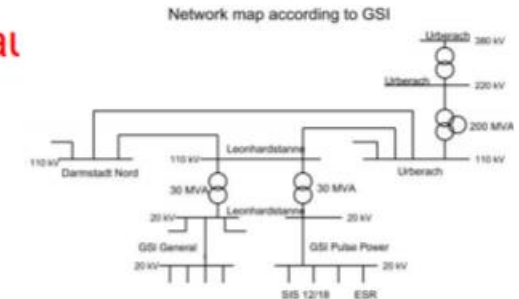 Network map according to GSI
al
Urberach 380 kV
Urberach 220 kV
200 MVA
Leonhardstanne
110 kV Darmstadt Nord
110 kV
Urberach 110 kV
30 MVA
30 MVA
20 kV Leonhardstanne 20 kV
GSI General
GSI Pulse Power
20 kV
20 kV
SIS 12/18 ESR